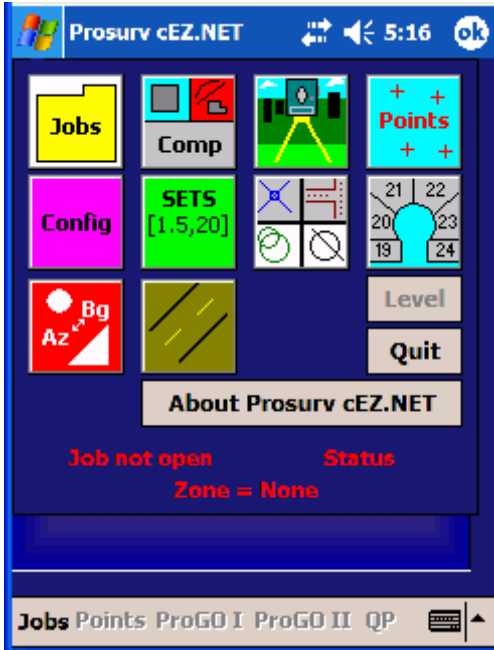 Prosurv cEZ.NET 5:16 ok
Jobs
Comp
Points
Config
SETS
[1.5,20]
21 22
20 23
19 24
Bg
Az
Level
Quit
About Prosurv cEZ.NET
Job not open Status
Zone = None
Jobs Points ProGO I ProGO II QP